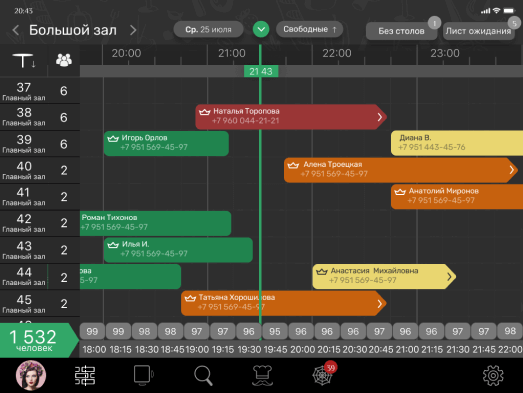 20:43
Большой зал
Ср. 25 июля
Свободные ↑
Без столов
1
Лист ожидания
5
20:00 21:00 22:00 23:00
21 43
37 Главный зал 6
38 Главный зал 6
Наталья Торопова
+7 960 044-21-21
39 Главный зал 6
Игорь Орлов
+7 951 569-45-97
Диана В.
+7 951 443-45-76
40 Главный зал 2
Алена Троецкая
+7 951 569-45-97
41 Главный зал 2
Анатолий Миронов
+7 951 569-45-97
42 Главный зал 2
Роман Тихонов
+7 951 569-45-97
43 Главный зал 2
Илья И.
+7 951 569-45-97
44 Главный зал 2
ова
5-97
Анастасия Михайловна
+7 951 569-45-97
45 Главный зал 2
Татьяна Хорошилова
+7 951 569-45-97
1 532
человек
99 99 98 98 97 97 96 96 97 97 96 96 96 97 97 98
18:00 18:15 18:30 18:45 19:00 19:15 19:30 19:45 20:00 20:15 20:30 20:45 21:00 21:15 21:30 21:45 22:00
39